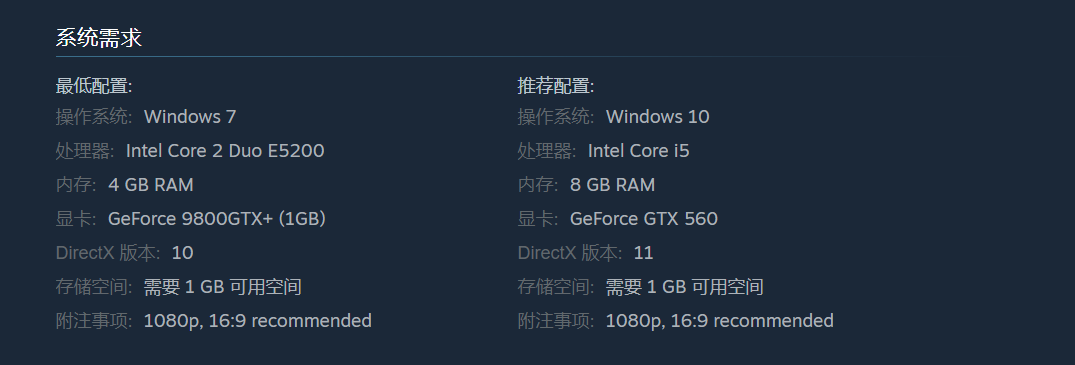 系统需求
最低配置:
操作系统: Windows 7
处理器: Intel Core 2 Duo E5200
内存: 4 GB RAM
显卡: GeForce 9800GTX+ (1GB)
DirectX 版本: 10
存储空间: 需要 1 GB 可用空间
附注事项: 1080p, 16:9 recommended
推荐配置:
操作系统: Windows 10
处理器: Intel Core i5
内存: 8 GB RAM
显卡: GeForce GTX 560
DirectX 版本: 11
存储空间: 需要 1 GB 可用空间
附注事项: 1080p, 16:9 recommended